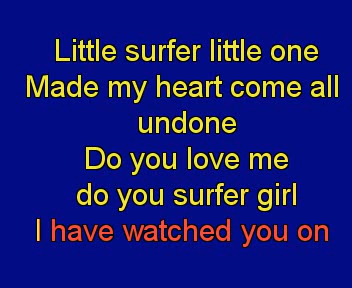 Little surfer little one
Made my heart come all
undone
Do you love me
do you surfer girl
I have watched you on